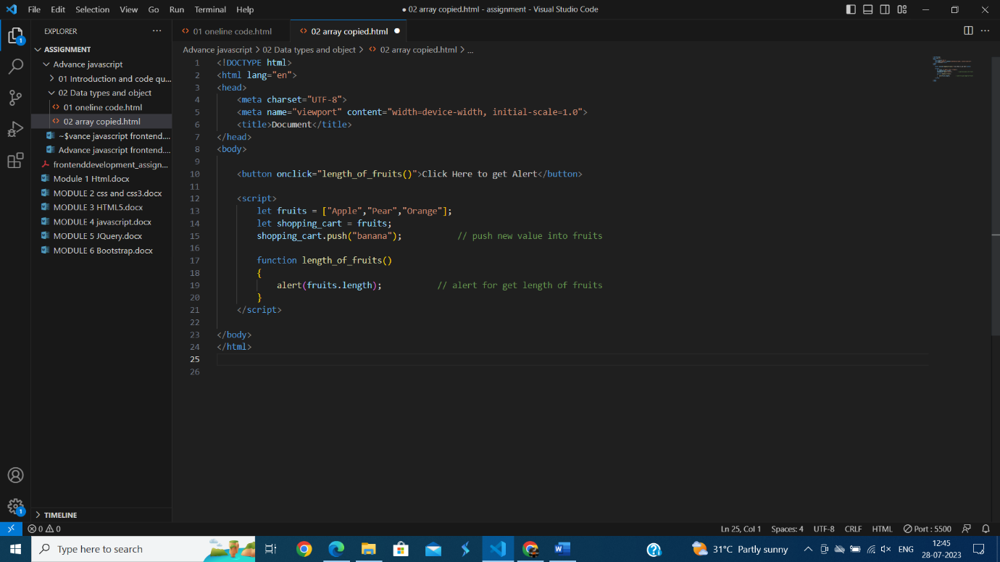 File Edit Selection View Go Run Terminal Help
● 02 array copied.html - assignment - Visual Studio Code
EXPLORER
01 oneline code.html
02 array copied.html
Advance javascript > 02 Data types and object > 02 array copied.html > ...
ASSIGNMENT
Advance javascript
01 Introduction and code qu...
02 Data types and object
01 oneline code.html
02 array copied.html
~$vance javascript frontend....
Advance javascript frontend....
frontenddevelopment_assign...
Module 1 Html.docx
MODULE 2 css and css3.docx
MODULE 3 HTML5.docx
MODULE 4 javascript.docx
MODULE 5 JQuery.docx
MODULE 6 Bootstrap.docx
TIMELINE
1 <!DOCTYPE html>
2 <html lang="en">
3 <head>
4 <meta charset="UTF-8">
5 <meta name="viewport" content="width=device-width, initial-scale=1.0">
6 <title>Document</title>
7 </head>
8 <body>
9
10 <button onclick="length_of_fruits()">Click Here to get Alert</button>
11
12 <script>
13 let fruits = ["Apple","Pear","Orange"];
14 let shopping_cart = fruits;
15 shopping_cart.push("banana"); // push new value into fruits
16
17 function length_of_fruits()
18 {
19 alert(fruits.length); // alert for get length of fruits
20 }
21 </script>
22
23 </body>
24 </html>
25
26
1
1
0 0
Ln 25, Col 1 Spaces: 4 UTF-8 CRLF HTML Port : 5500
Type here to search
31°C Partly sunny
ENG
12:45
28-07-2023